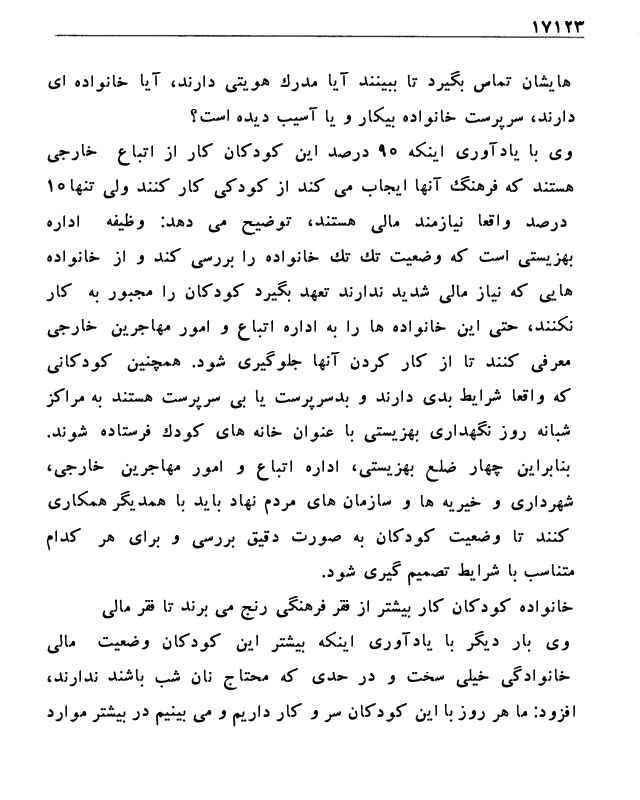 ۱۷۱۲۳
هایشان تماس بگیرد تا ببینند آیا مدرک هویتی دارند، آیا خانواده ای
دارند، سرپرست خانواده بیکار و یا آسیب دیده است؟
وی با یادآوری اینکه ۹۰ درصد این کودکان کار از اتباع خارجی
هستند که فرهنگ آنها ایجاب می کند از کودکی کار کنند ولی تنها ۱۰
درصد واقعا نیازمند مالی هستند، توضیح می دهد: وظیفه اداره
بهزیستی است که وضعیت تک تک خانواده را بررسی کند و از خانواده
هایی که نیاز مالی شدید ندارند تعهد بگیرد کودکان را مجبور به کار
نکنند، حتی این خانواده ها را به اداره اتباع و امور مهاجرین خارجی
معرفی کنند تا از کار کردن آنها جلوگیری شود. همچنین کودکانی
که واقعا شرایط بدی دارند و بدسرپرست یا بی سرپرست هستند به مراکز
شبانه روز نگهداری بهزیستی با عنوان خانه های کودک فرستاده شوند.
بنابراین چهار ضلع بهزیستی، اداره اتباع و امور مهاجرین خارجی،
شهرداری و خیریه ها و سازمان های مردم نهاد باید با همدیگر همکاری
کنند تا وضعیت کودکان به صورت دقیق بررسی و برای هر کدام
متناسب با شرایط تصمیم گیری شود.
خانواده کودکان کار بیشتر از فقر فرهنگی رنج می برند تا فقر مالی
وی بار دیگر با یادآوری اینکه بیشتر این کودکان وضعیت مالی
خانوادگی خیلی سخت و در حدی که محتاج نان شب باشند ندارند،
افزود: ما هر روز با این کودکان سر و کار داریم و می بینیم در بیشتر موارد